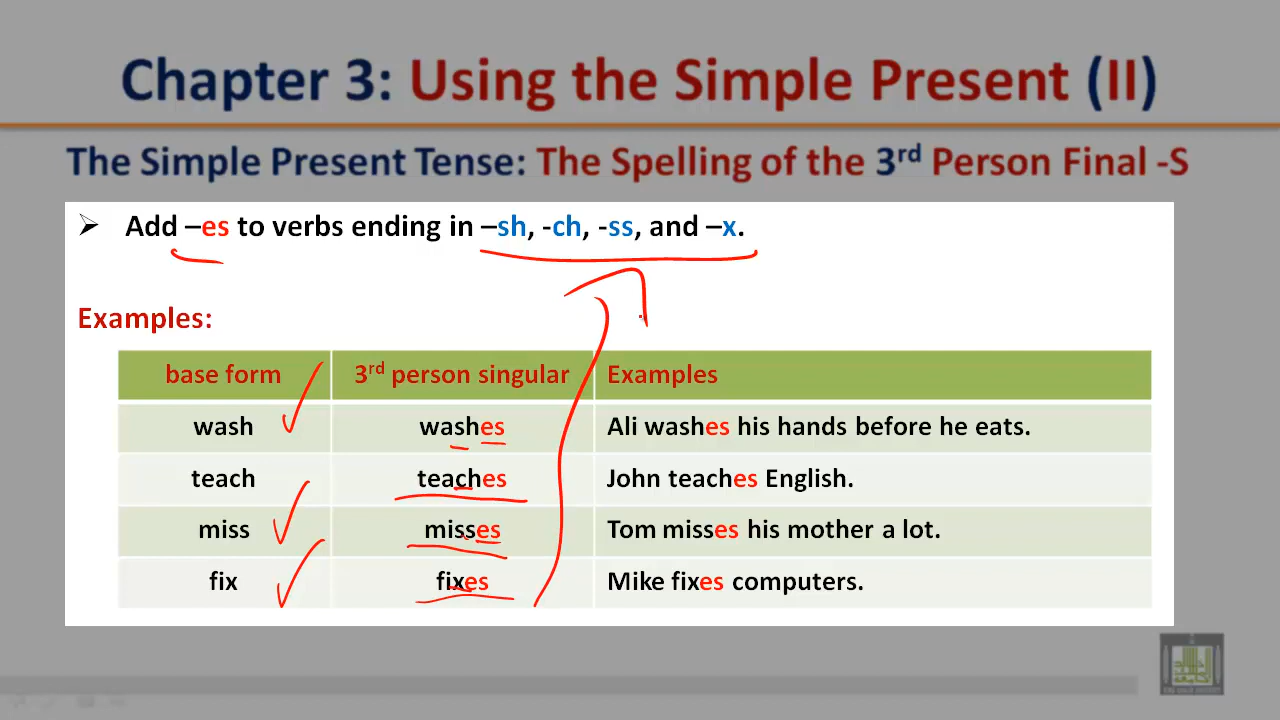 Chapter 3: Using the Simple Present (II)
The Simple Present Tense: The Spelling of the 3rd Person Final -S
➢ Add –es to verbs ending in –sh, -ch, -ss, and –x.
Examples:
base form 3rd person singular Examples
wash washes Ali washes his hands before he eats.
teach teaches John teaches English.
miss misses Tom misses his mother a lot.
fix fixes Mike fixes computers.